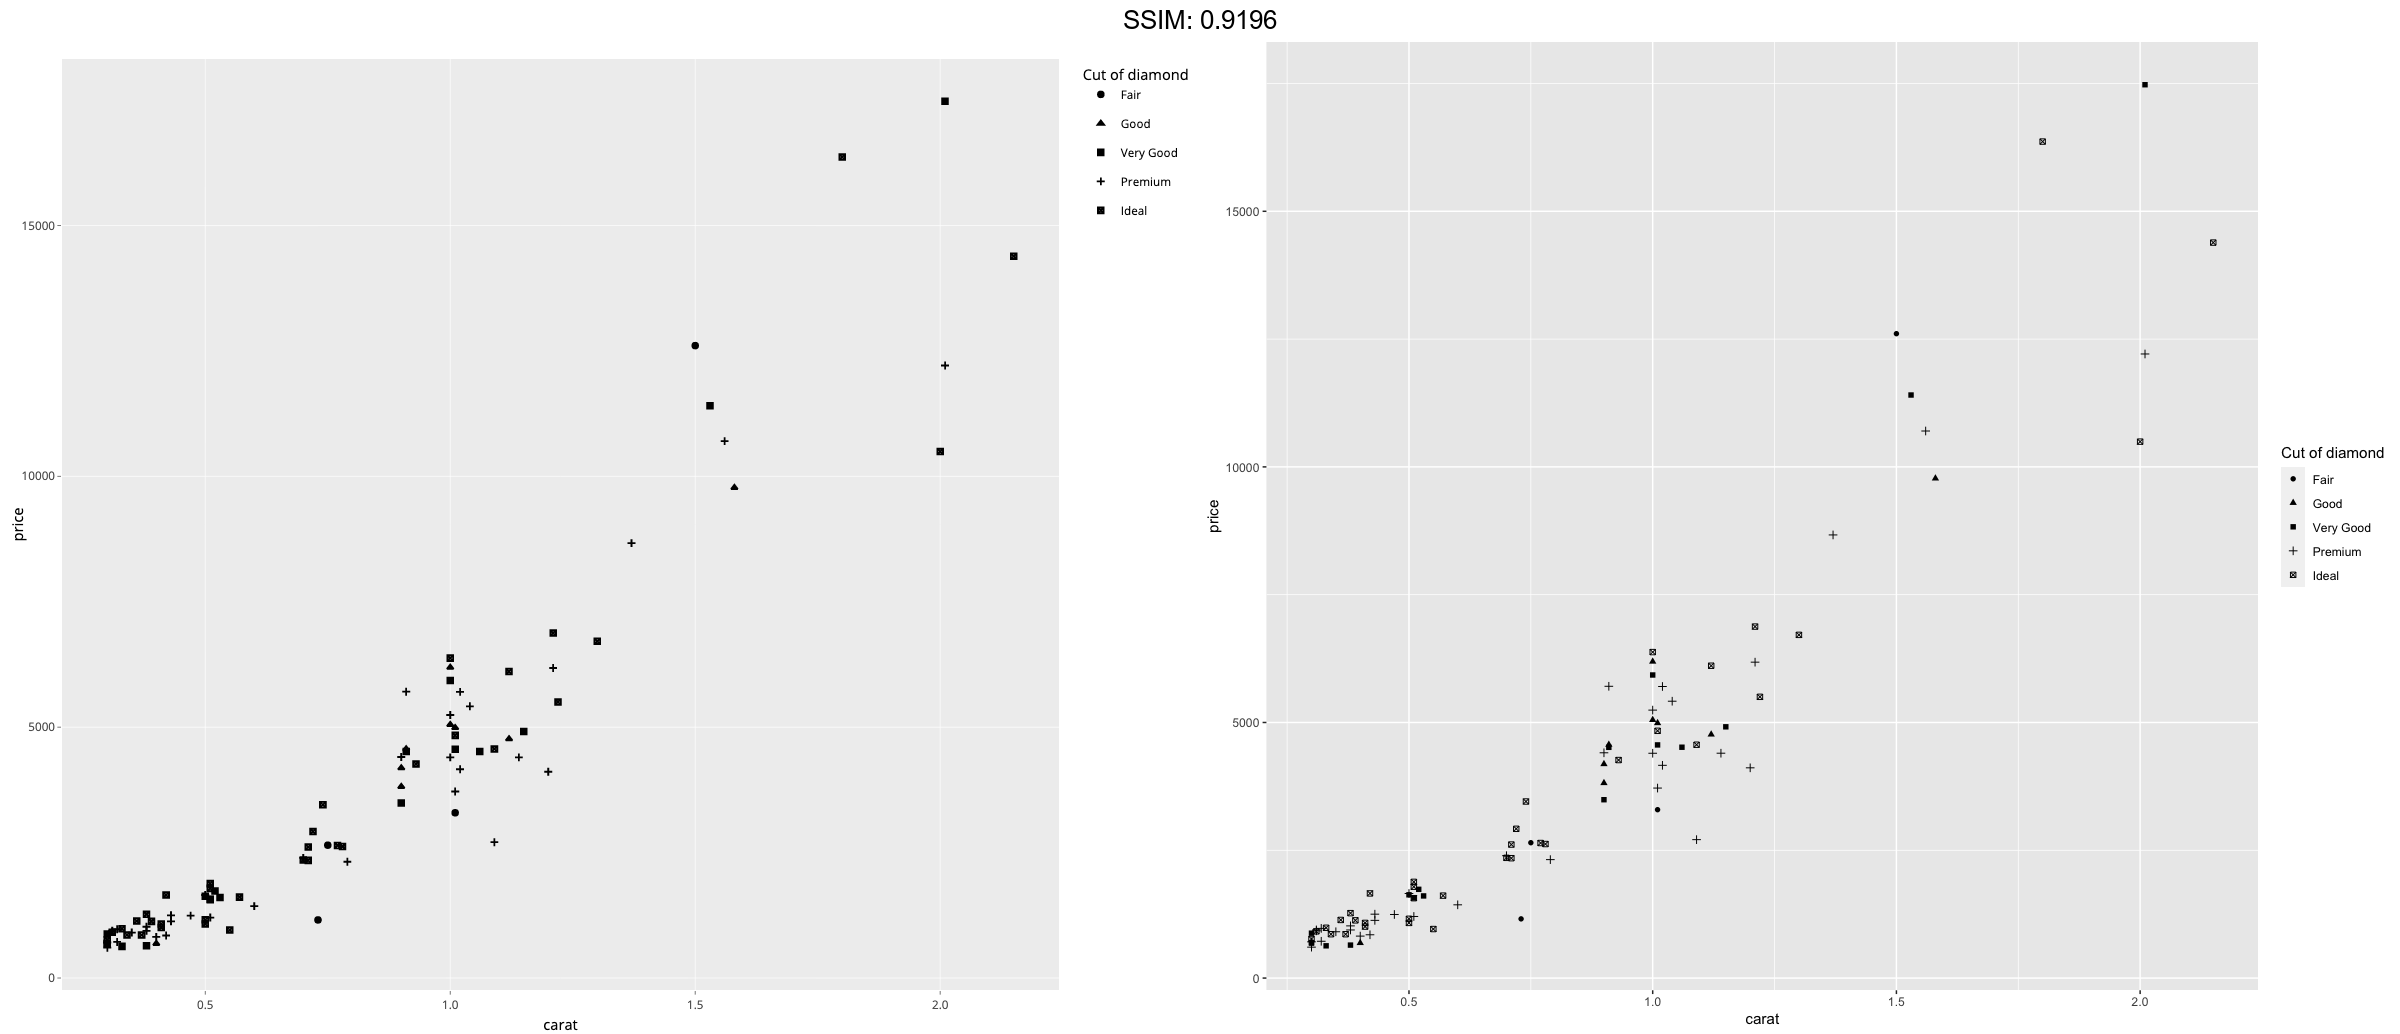 SSIM: 0.9196
Cut of diamond
Fair
Good
Very Good
Premium
Ideal
15000
10000
5000
0
price
0.5
1.0
1.5
2.0
carat
15000
10000
5000
0
price
0.5
1.0
1.5
2.0
carat
Cut of diamond
Fair
Good
Very Good
Premium
Ideal